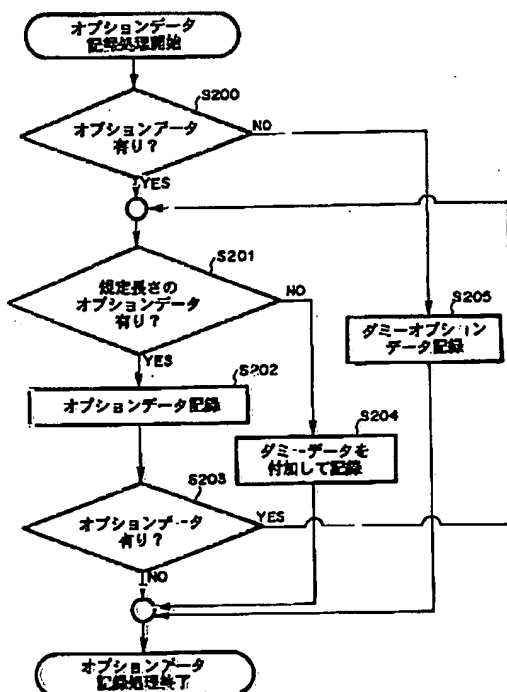 オプションデータ
記録処理開始
S200
オプションデータ
有り?
NO
YES
S201
規定長さの
オプションデータ
有り?
NO
YES
S205
ダミーオプション
データ記録
S202
オプションデータ記録
S204
ダミーデータを
付加して記録
S203
オプションデータ
有り?
YES
NO
オプションデータ
記録処理終了